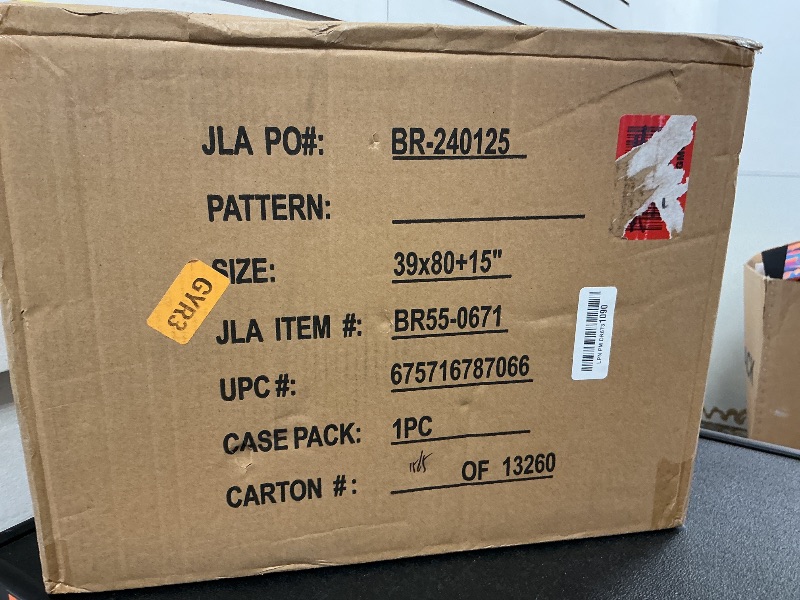 JLA PO#: BR-240125
PATTERN:
SIZE: 39x80+15"
JLA ITEM #: BR55-0671
UPC #: 675716787066
CASE PACK: 1PC
CARTON #: OF 13260
GYR3